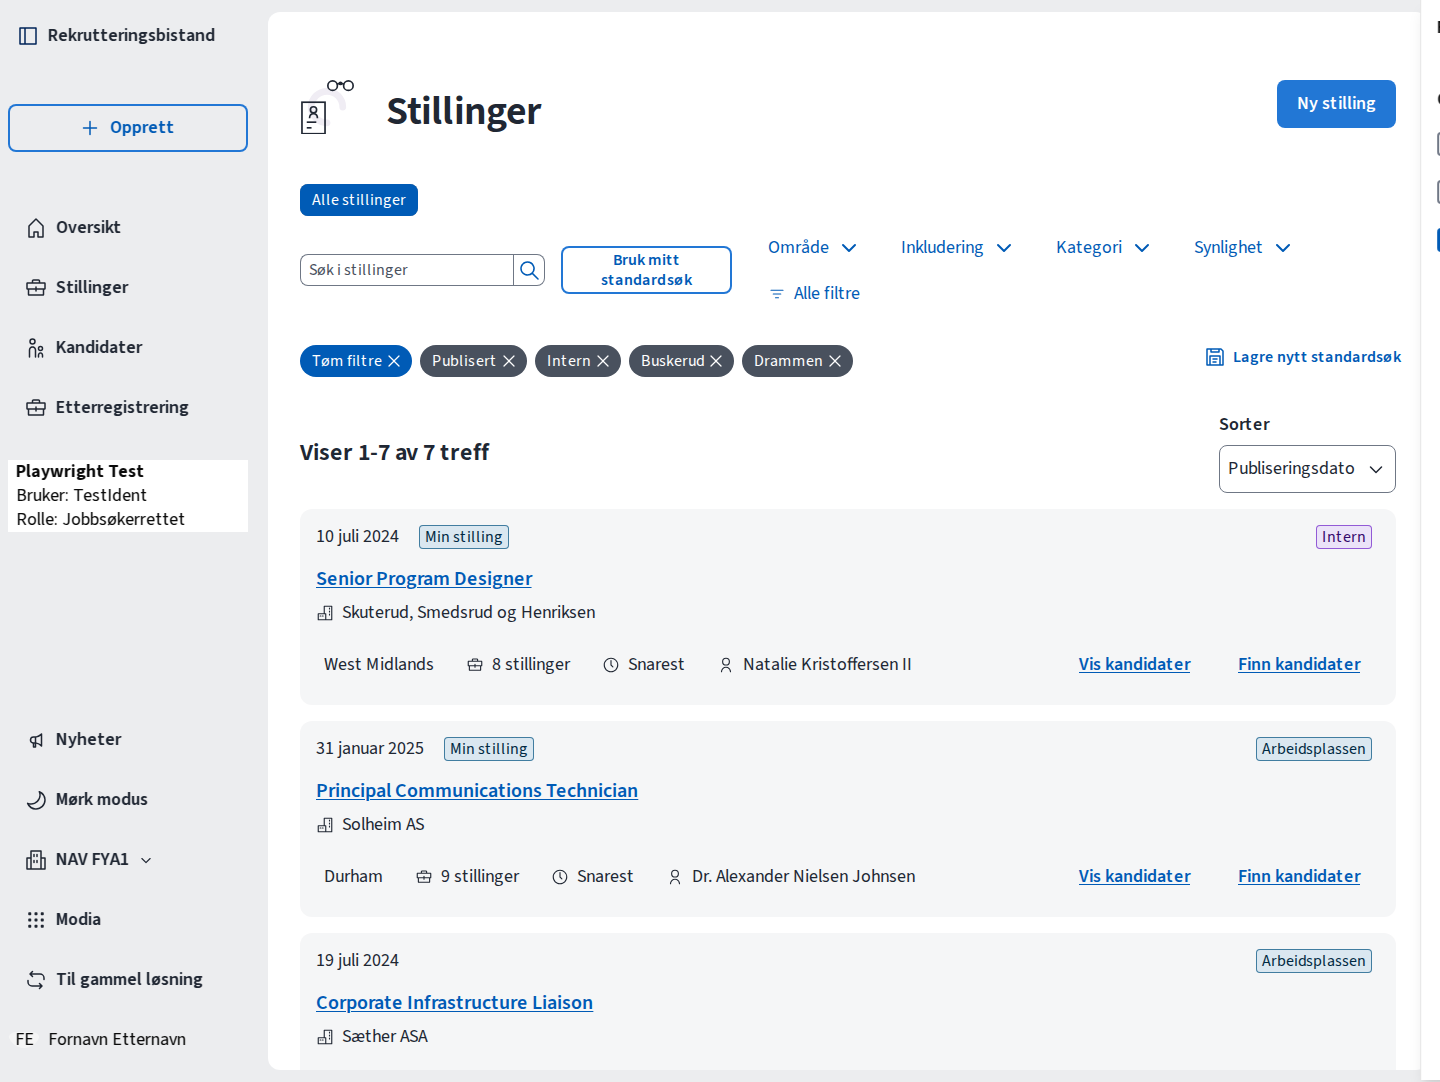 Rekrutteringsbistand
Opprett
Oversikt
Stillinger
Kandidater
Etterregistrering
Playwright Test
Bruker: TestIdent
Rolle: Jobbsøkerrettet
Nyheter
Mørk modus
NAV FYA1
Modia
Til gammel løsning
FE Fornavn Etternavn
Stillinger
Ny stilling
Alle stillinger
Søk i stillinger
Bruk mitt
standardsøk
Område Inkludering Kategori Synlighet
Alle filtre
Tøm filtre Publisert Intern Buskerud Drammen
Lagre nytt standardsøk
Viser 1-7 av 7 treff
Sorter
Publiseringsdato
10 juli 2024 Min stilling Intern
Senior Program Designer
Skuterud, Smedsrud og Henriksen
West Midlands 8 stillinger Snarest Natalie Kristoffersen II Vis kandidater Finn kandidater
31 januar 2025 Min stilling Arbeidsplassen
Principal Communications Technician
Solheim AS
Durham 9 stillinger Snarest Dr. Alexander Nielsen Johnsen Vis kandidater Finn kandidater
19 juli 2024 Arbeidsplassen
Corporate Infrastructure Liaison
Sæther ASA